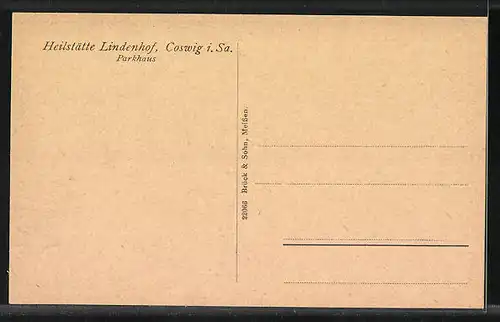 Heilstätte Lindenhof, Coswig i. Sa.
Parkhaus
22068 Brück & Sohn, Meißen.